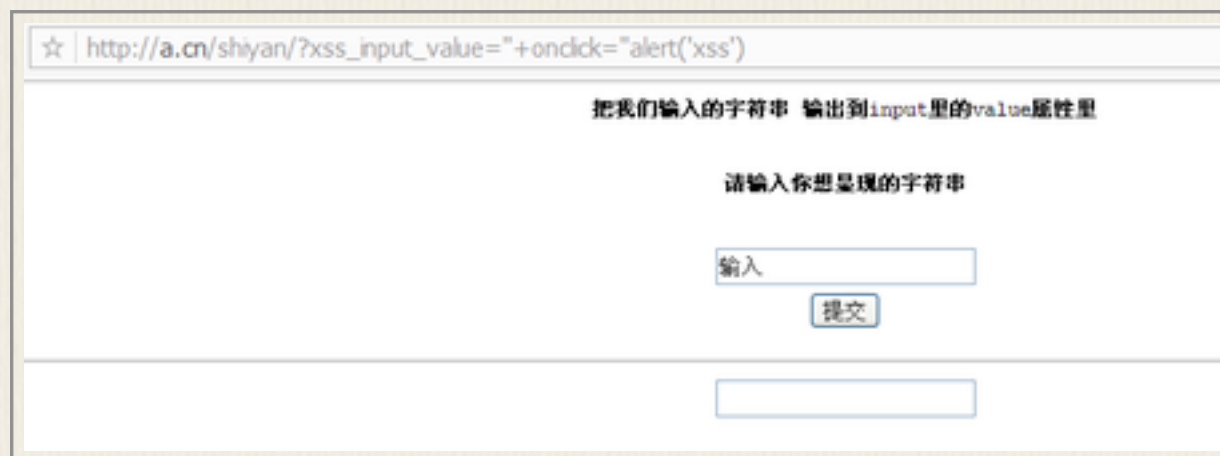 http://a.cn/shiyan/?xss_input_value="+onclick="alert('xss')
把我们输入的字符串 输出到input里的value属性里
请输入你想呈现的字符串
输入
提交